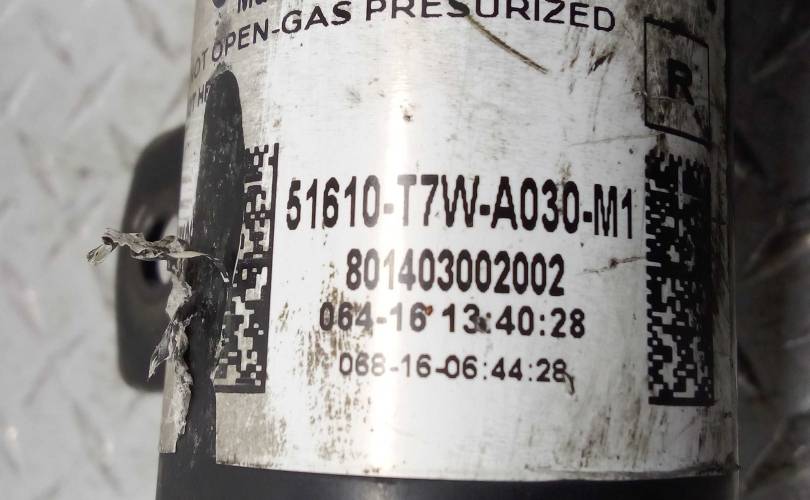 OPEN-GAS PRESURIZED
R
51610-T7W-A030-M1
801403002002
064-16 13:40:28
068-16-06:44:28